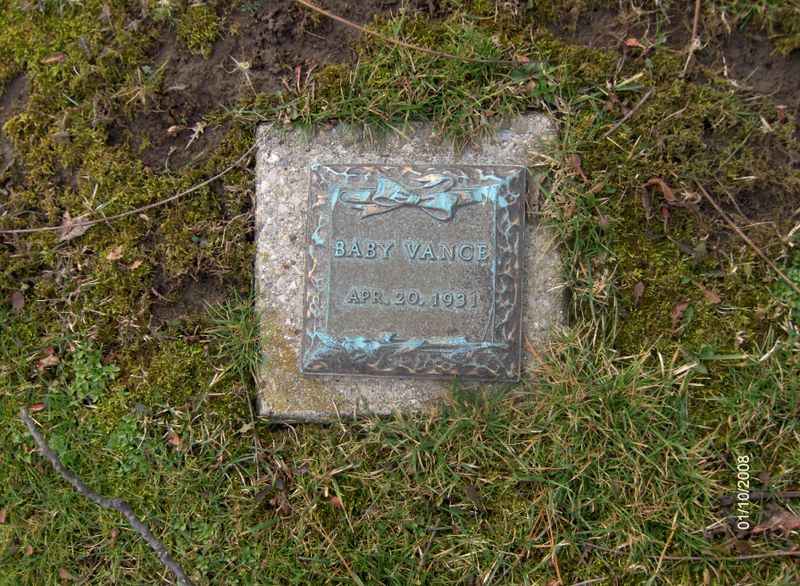 BABY VANCE
APR. 20, 1931
01/10/2008